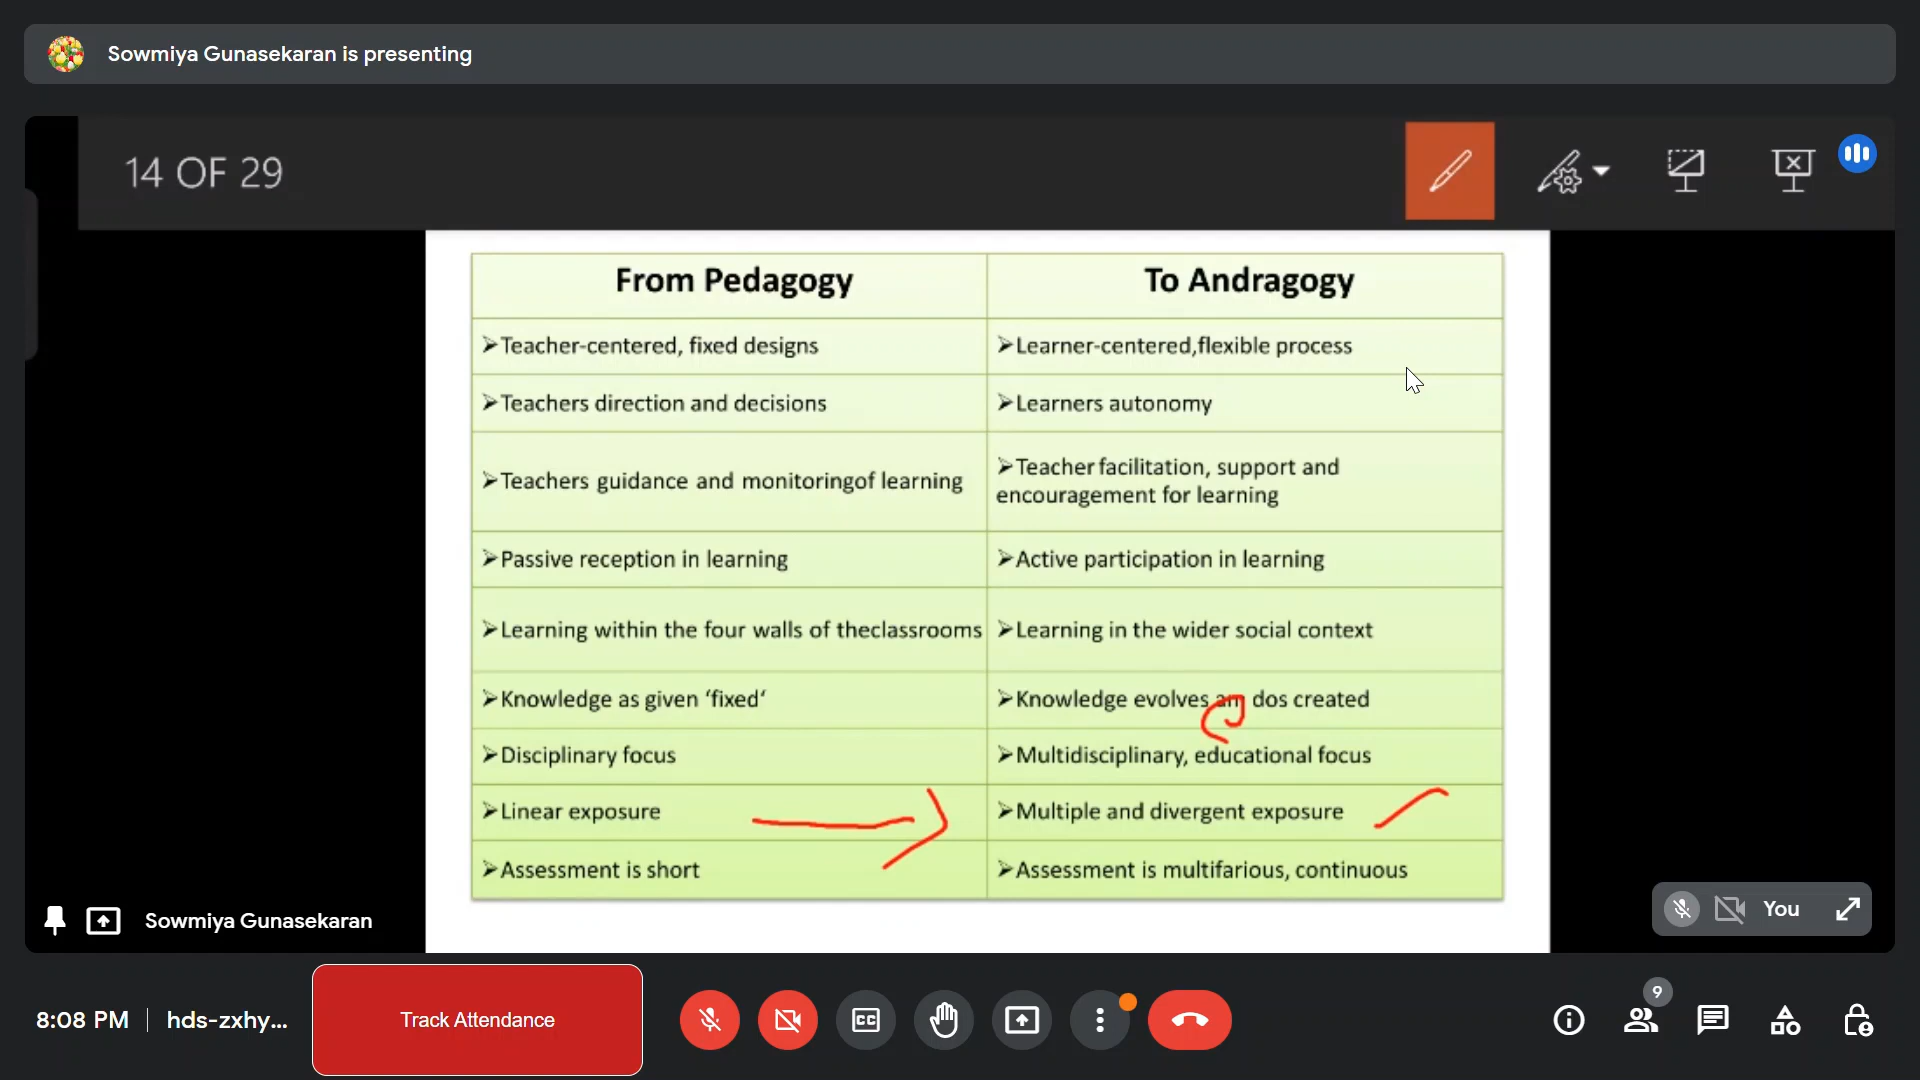 Sowmiya Gunasekaran is presenting
14 OF 29
From Pedagogy
To Andragogy
➤Teacher-centered, fixed designs
➤Learner-centered,flexible process
➤Teachers direction and decisions
➤Learners autonomy
➤Teachers guidance and monitoringof learning
➤Teacher facilitation, support and
encouragement for learning
➤Passive reception in learning
➤Active participation in learning
➤Learning within the four walls of theclassrooms
➤Learning in the wider social context
➤Knowledge as given ‘fixed‘
➤Knowledge evolves an dos created
➤Disciplinary focus
➤Multidisciplinary, educational focus
➤Linear exposure
➤Multiple and divergent exposure
➤Assessment is short
➤Assessment is multifarious, continuous
Sowmiya Gunasekaran
You
8:08 PM
hds-zxhy...
Track Attendance
CC
9